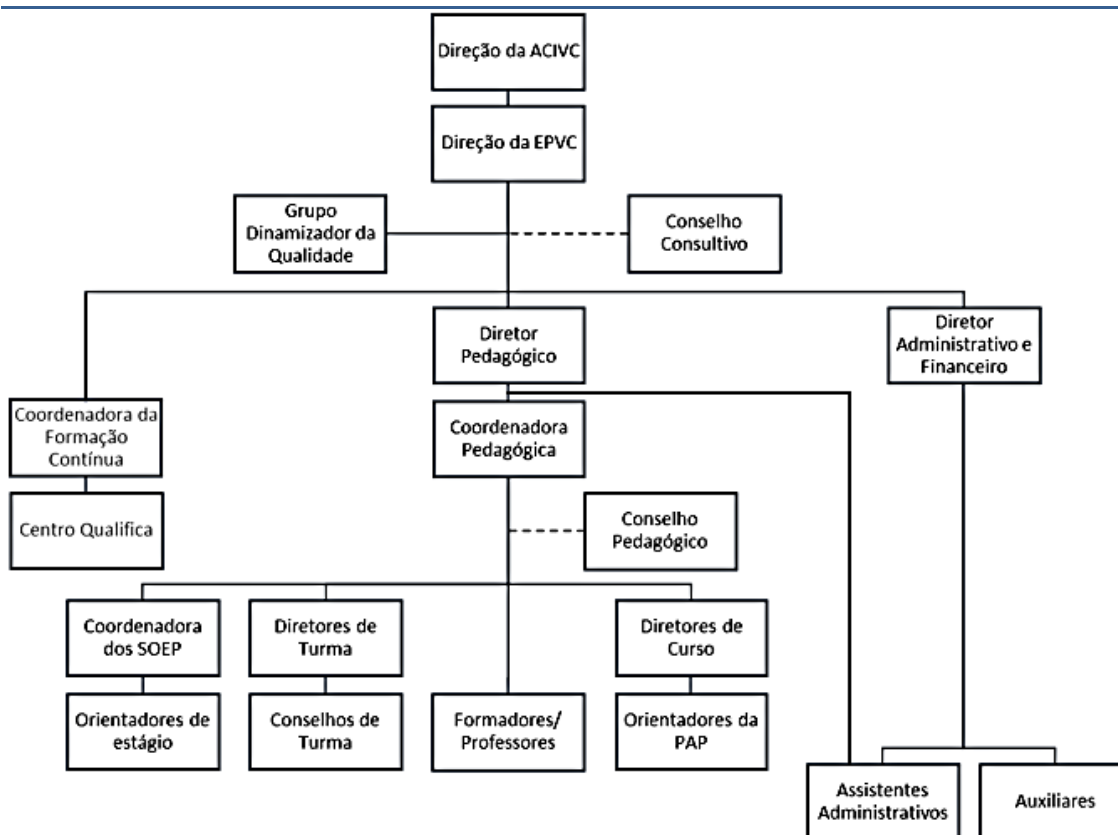 Direção da ACIVC
Direção da EPVC
Grupo
Dinamizador da
Qualidade
Conselho
Consultivo
Diretor
Pedagógico
Diretor
Administrativo e
Financeiro
Coordenadora da
Formação
Contínua
Coordenadora
Pedagógica
Centro Qualifica
Conselho
Pedagógico
Coordenadora
dos SOEP
Diretores de
Turma
Diretores de
Curso
Orientadores de
estágio
Conselhos de
Turma
Formadores/
Professores
Orientadores da
PAP
Assistentes
Administrativos
Auxiliares